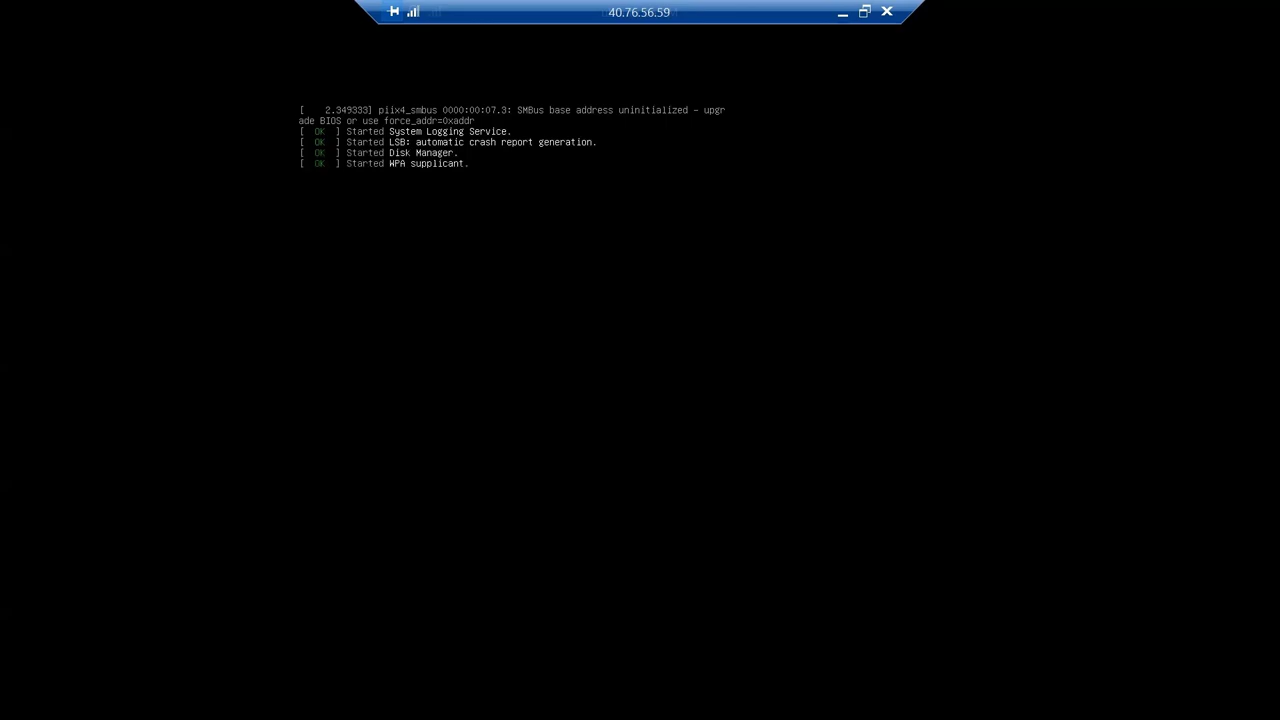 40.76.56.59
[    2.349333] piix4_smbus 0000:00:07.3: SMBus base address uninitialized - upgr
ade BIOS or use force_addr=0xaddr
[  OK  ] Started System Logging Service.
[  OK  ] Started LSB: automatic crash report generation.
[  OK  ] Started Disk Manager.
[  OK  ] Started WPA supplicant.